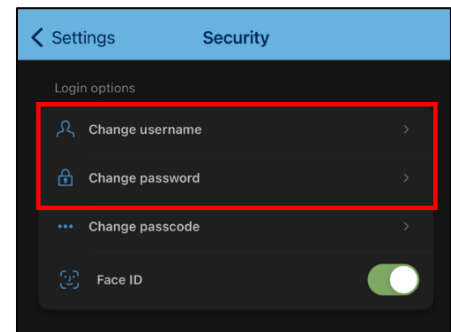 Settings Security
Login options
Change username
Change password
Change passcode
Face ID